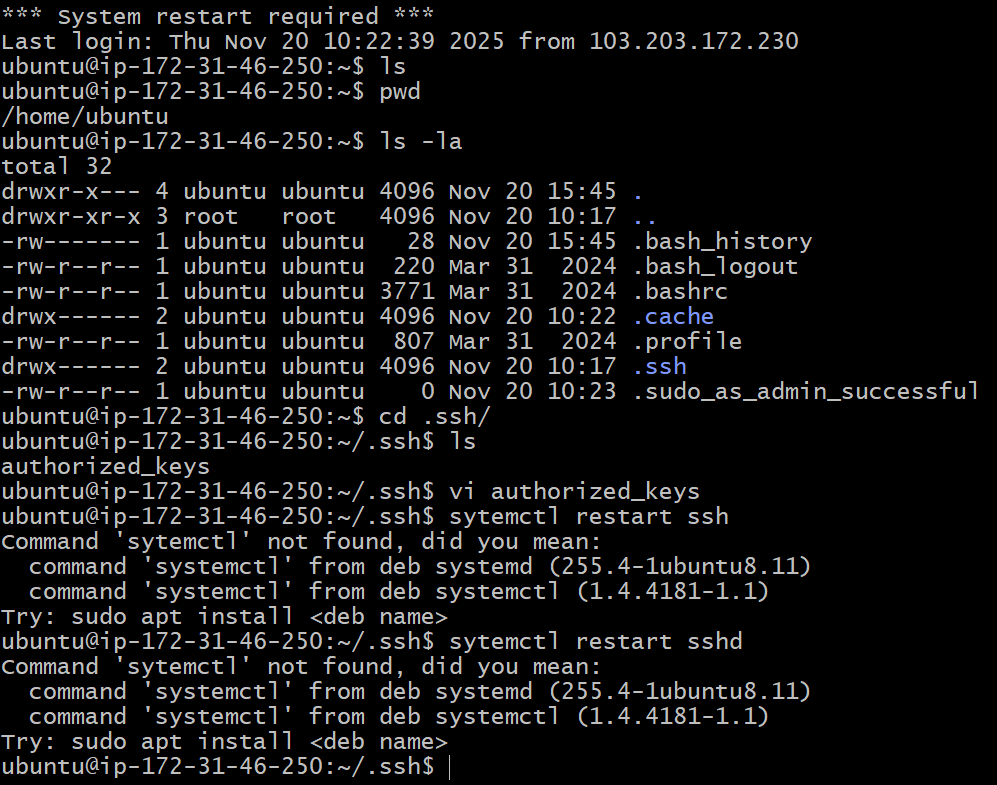 *** System restart required ***
Last login: Thu Nov 20 10:22:39 2025 from 103.203.172.230
ubuntu@ip-172-31-46-250:~$ ls
ubuntu@ip-172-31-46-250:~$ pwd
/home/ubuntu
ubuntu@ip-172-31-46-250:~$ ls -la
total 32
drwxr-x--- 4 ubuntu ubuntu 4096 Nov 20 15:45 .
drwxr-xr-x 3 root   root   4096 Nov 20 10:17 ..
-rw------- 1 ubuntu ubuntu   28 Nov 20 15:45 .bash_history
-rw-r--r-- 1 ubuntu ubuntu  220 Mar 31  2024 .bash_logout
-rw-r--r-- 1 ubuntu ubuntu 3771 Mar 31  2024 .bashrc
drwx------ 2 ubuntu ubuntu 4096 Nov 20 10:22 .cache
-rw-r--r-- 1 ubuntu ubuntu  807 Mar 31  2024 .profile
drwx------ 2 ubuntu ubuntu 4096 Nov 20 10:17 .ssh
-rw-r--r-- 1 ubuntu ubuntu    0 Nov 20 10:23 .sudo_as_admin_successful
ubuntu@ip-172-31-46-250:~$ cd .ssh/
ubuntu@ip-172-31-46-250:~/.ssh$ ls
authorized_keys
ubuntu@ip-172-31-46-250:~/.ssh$ vi authorized_keys
ubuntu@ip-172-31-46-250:~/.ssh$ sytemctl restart ssh
Command 'sytemctl' not found, did you mean:
  command 'systemctl' from deb systemd (255.4-1ubuntu8.11)
  command 'systemctl' from deb systemctl (1.4.4181-1.1)
Try: sudo apt install <deb name>
ubuntu@ip-172-31-46-250:~/.ssh$ sytemctl restart sshd
Command 'sytemctl' not found, did you mean:
  command 'systemctl' from deb systemd (255.4-1ubuntu8.11)
  command 'systemctl' from deb systemctl (1.4.4181-1.1)
Try: sudo apt install <deb name>
ubuntu@ip-172-31-46-250:~/.ssh$